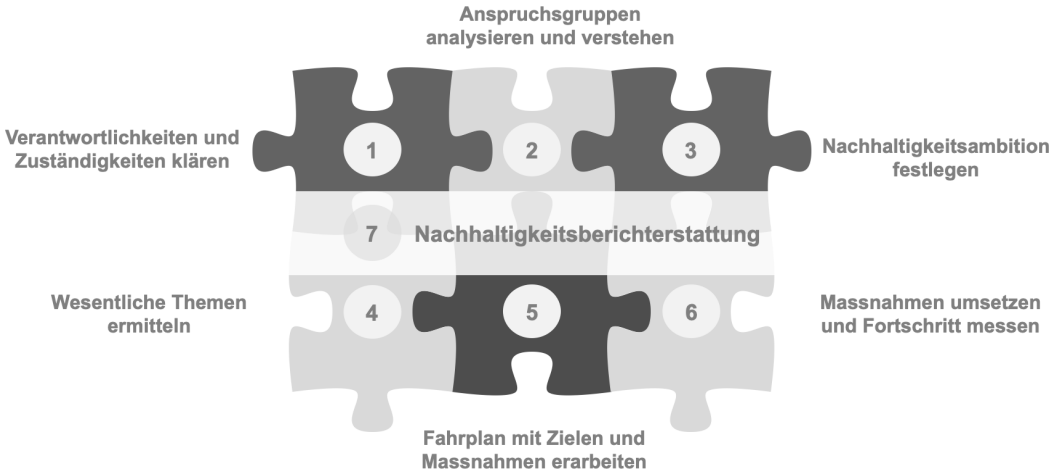 Anspruchsgruppen
analysieren und verstehen
Verantwortlichkeiten und
Zuständigkeiten klären
1
2
3
Nachhaltigkeitsambition
festlegen
7
Nachhaltigkeitsberichterstattung
Wesentliche Themen
ermitteln
4
5
6
Massnahmen umsetzen
und Fortschritt messen
Fahrplan mit Zielen und
Massnahmen erarbeiten